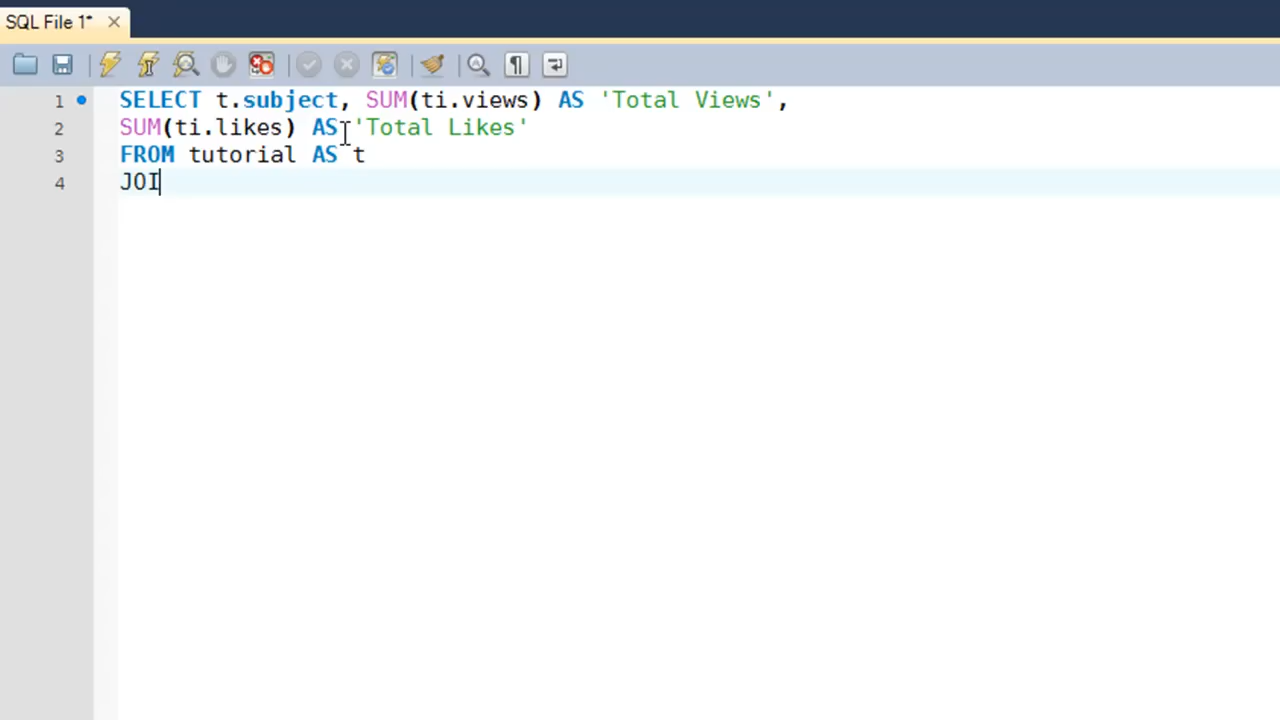 SQL File 1*
1 SELECT t.subject, SUM(ti.views) AS 'Total Views',
2 SUM(ti.likes) AS 'Total Likes'
3 FROM tutorial AS t
4 JOI